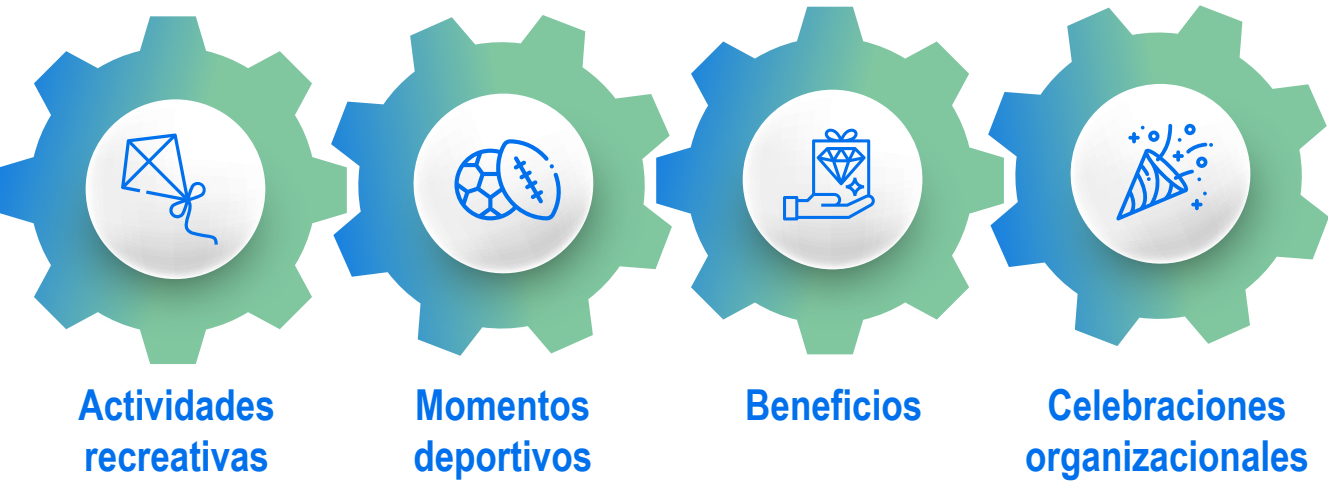 Actividades
recreativas
Momentos
deportivos
Beneficios
Celebraciones
organizacionales